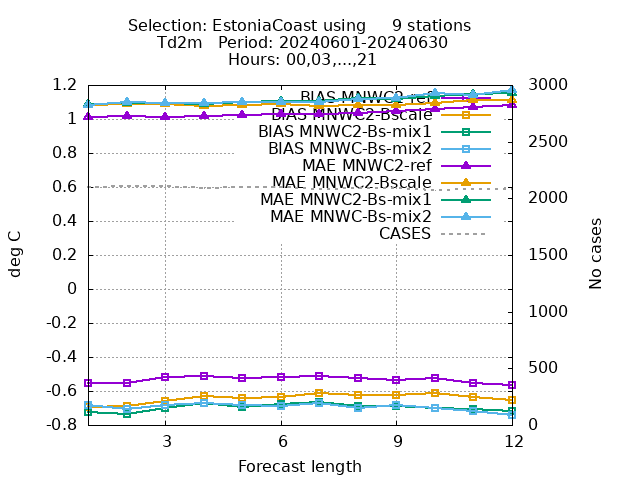 Selection: EstoniaCoast using 9 stations
Td2m Period: 20240601-20240630
Hours: 00,03,...,21
1.2
1
0.8
0.6
0.4
0.2
0
-0.2
-0.4
-0.6
-0.8
deg C
BIAS MNWC2-ref
BIAS MNWC2-Bscale
BIAS MNWC2-Bs-mix1
BIAS MNWC-Bs-mix2
MAE MNWC2-ref
MAE MNWC2-Bscale
MAE MNWC2-Bs-mix1
MAE MNWC-Bs-mix2
CASES
3000
2500
2000
1500
1000
500
0
No cases
3 6 9 12
Forecast length